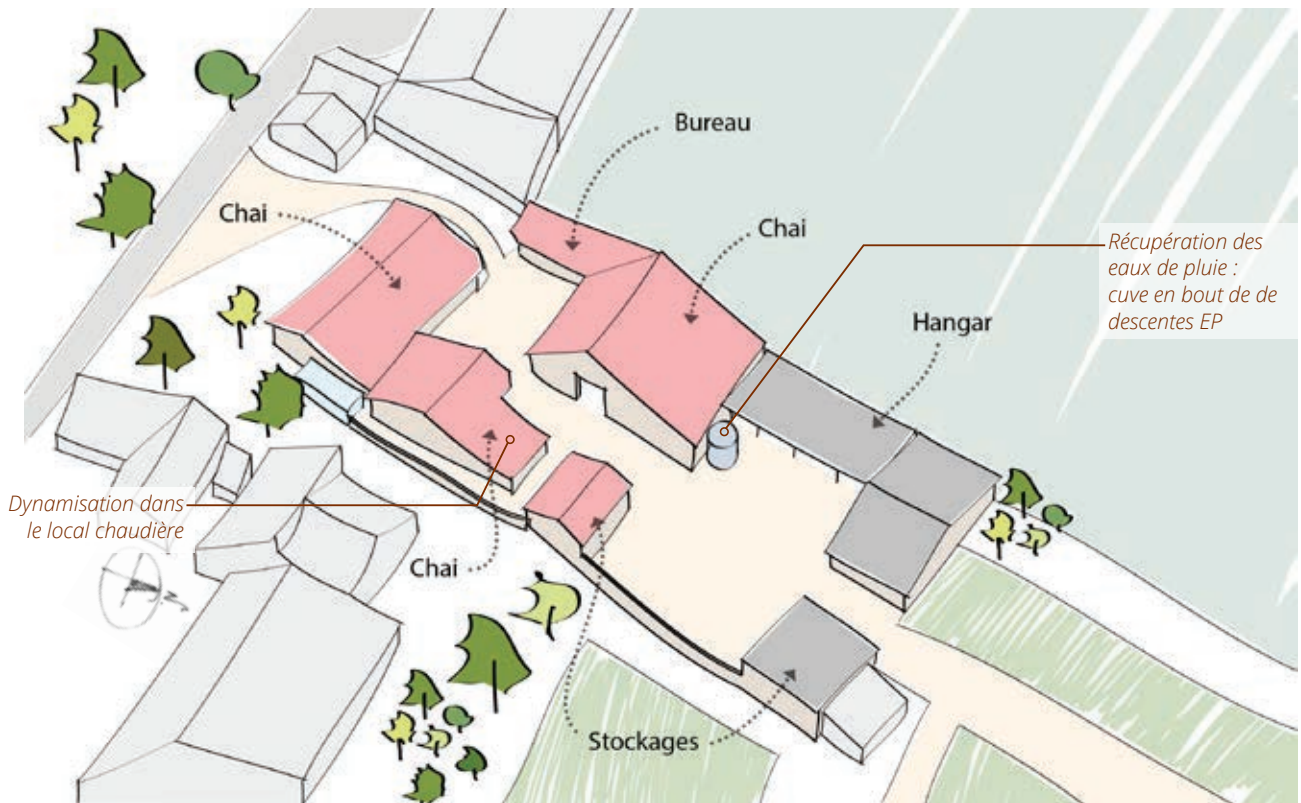 Bureau
Chai
Chai
Récupération des
eaux de pluie :
cuve en bout de de
descentes EP
Hangar
Dynamisation dans
le local chaudière
Chai
N
Stockages